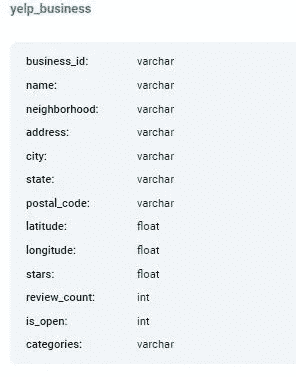 yelp_business
business_id: varchar
name: varchar
neighborhood: varchar
address: varchar
city: varchar
state: varchar
postal_code: varchar
latitude: float
longitude: float
stars: float
review_count: int
is_open: int
categories: varchar